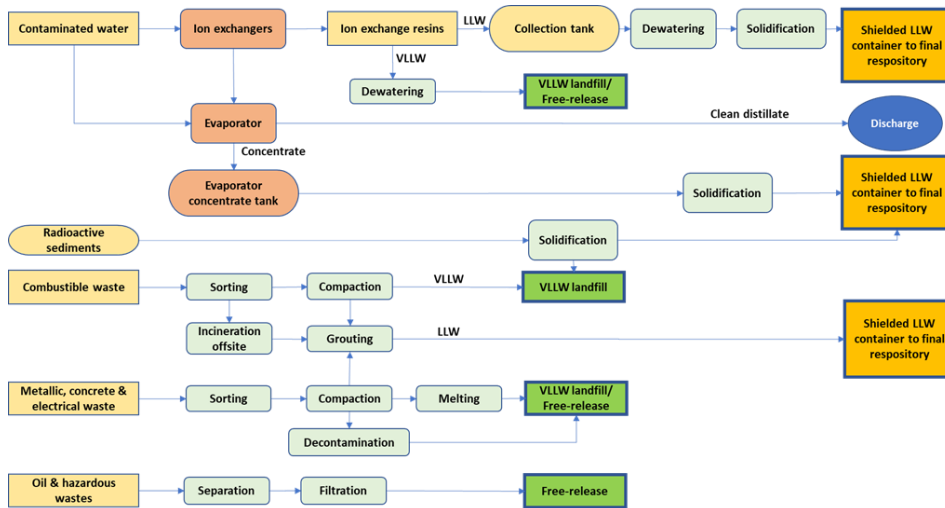 Contaminated water
Ion exchangers
Ion exchange resins
LLW
Collection tank
Dewatering
Solidification
Shielded LLW
container to final
respository
VLLW
Dewatering
VLLW landfill/
Free-release
Evaporator
Clean distillate
Discharge
Concentrate
Evaporator
concentrate tank
Solidification
Shielded LLW
container to final
respository
Radioactive
sediments
Solidification
Combustible waste
Sorting
Compaction
VLLW
VLLW landfill
Incineration
offsite
Grouting
LLW
Shielded LLW
container to final
respository
Metallic, concrete &
electrical waste
Sorting
Compaction
Melting
VLLW landfill/
Free-release
Decontamination
Oil & hazardous
wastes
Separation
Filtration
Free-release